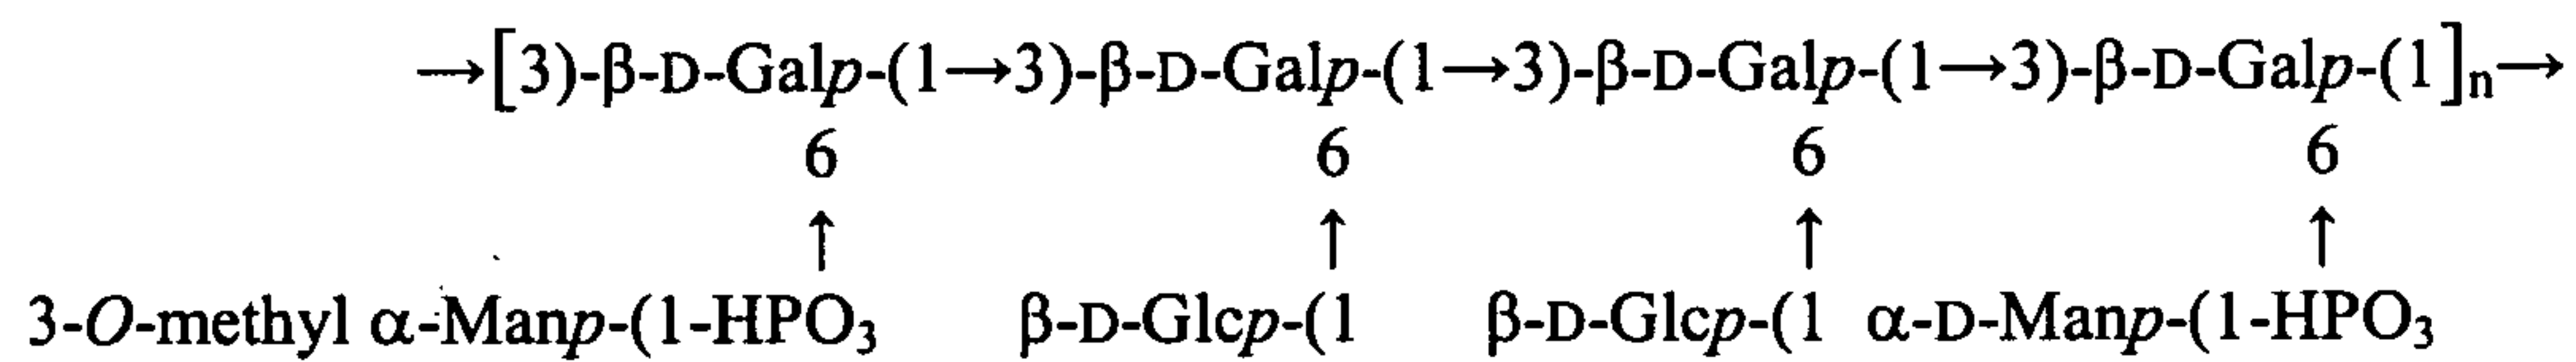 →[3)-β-D-Galp-(1→3)-β-D-Galp-(1→3)-β-D-Galp-(1→3)-β-D-Galp-(1]n→
6 6 6 6
↑ ↑ ↑ ↑
3-O-methyl α-Manp-(1-HPO₃ β-D-Glcp-(1 β-D-Glcp-(1 α-D-Manp-(1-HPO₃